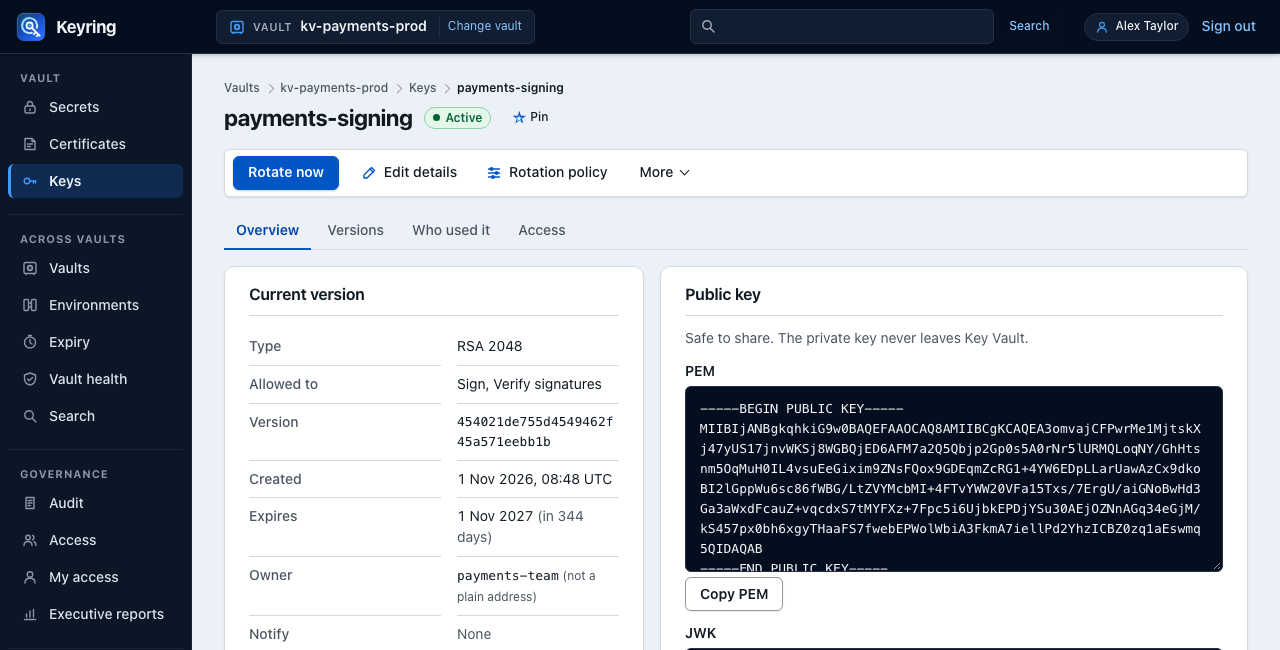 Keyring
VAULT kv-payments-prod Change vault
Search
Alex Taylor
Sign out
VAULT
Secrets
Certificates
Keys
ACROSS VAULTS
Vaults
Environments
Expiry
Vault health
Search
GOVERNANCE
Audit
Access
My access
Executive reports
Vaults kv-payments-prod Keys payments-signing
payments-signing Active Pin
Rotate now Edit details Rotation policy More
Overview Versions Who used it Access
Current version
Type RSA 2048
Allowed to Sign, Verify signatures
Version 454021de755d4549462f
45a571eebb1b
Created 1 Nov 2026, 08:48 UTC
Expires 1 Nov 2027 (in 344
days)
Owner payments-team (not a
plain address)
Notify None
Public key
Safe to share. The private key never leaves Key Vault.
PEM
-----BEGIN PUBLIC KEY-----
MIIBIjANBgkqhkiG9w0BAQEFAAOCAQ8AMIIBCgKCAQEA3omvajCFPwrMe1MjtskX
j47yUS17jnvWKSj8WGBQjED6AFM7a2Q5Qbjp2Gp0s5A0rNr5lURMQLoqNY/GhHts
nm5OqMuH0IL4vsuEeGixim9ZNsFQox9GDEqmZcRG1+4YW6EDpLLarUawAzCx9dko
BI2lGppWu6sc86fWBG/LtZVYMcbMI+4FTvYWW20VFa15Txs/7ErgU/aiGNoBwHd3
Ga3aWxdFcauZ+vqcdxS7tMYFXz+7Fpc5i6UjbkEPDjYSu30AEjOZNnAGq34eGjM/
kS457px0bh6xgyTHaaFS7fwebEPWolWbiA3FkmA7iellPd2YhzICBZ0zq1aEswmq
5QIDAQAB
-----END PUBLIC KEY-----
Copy PEM
JWK